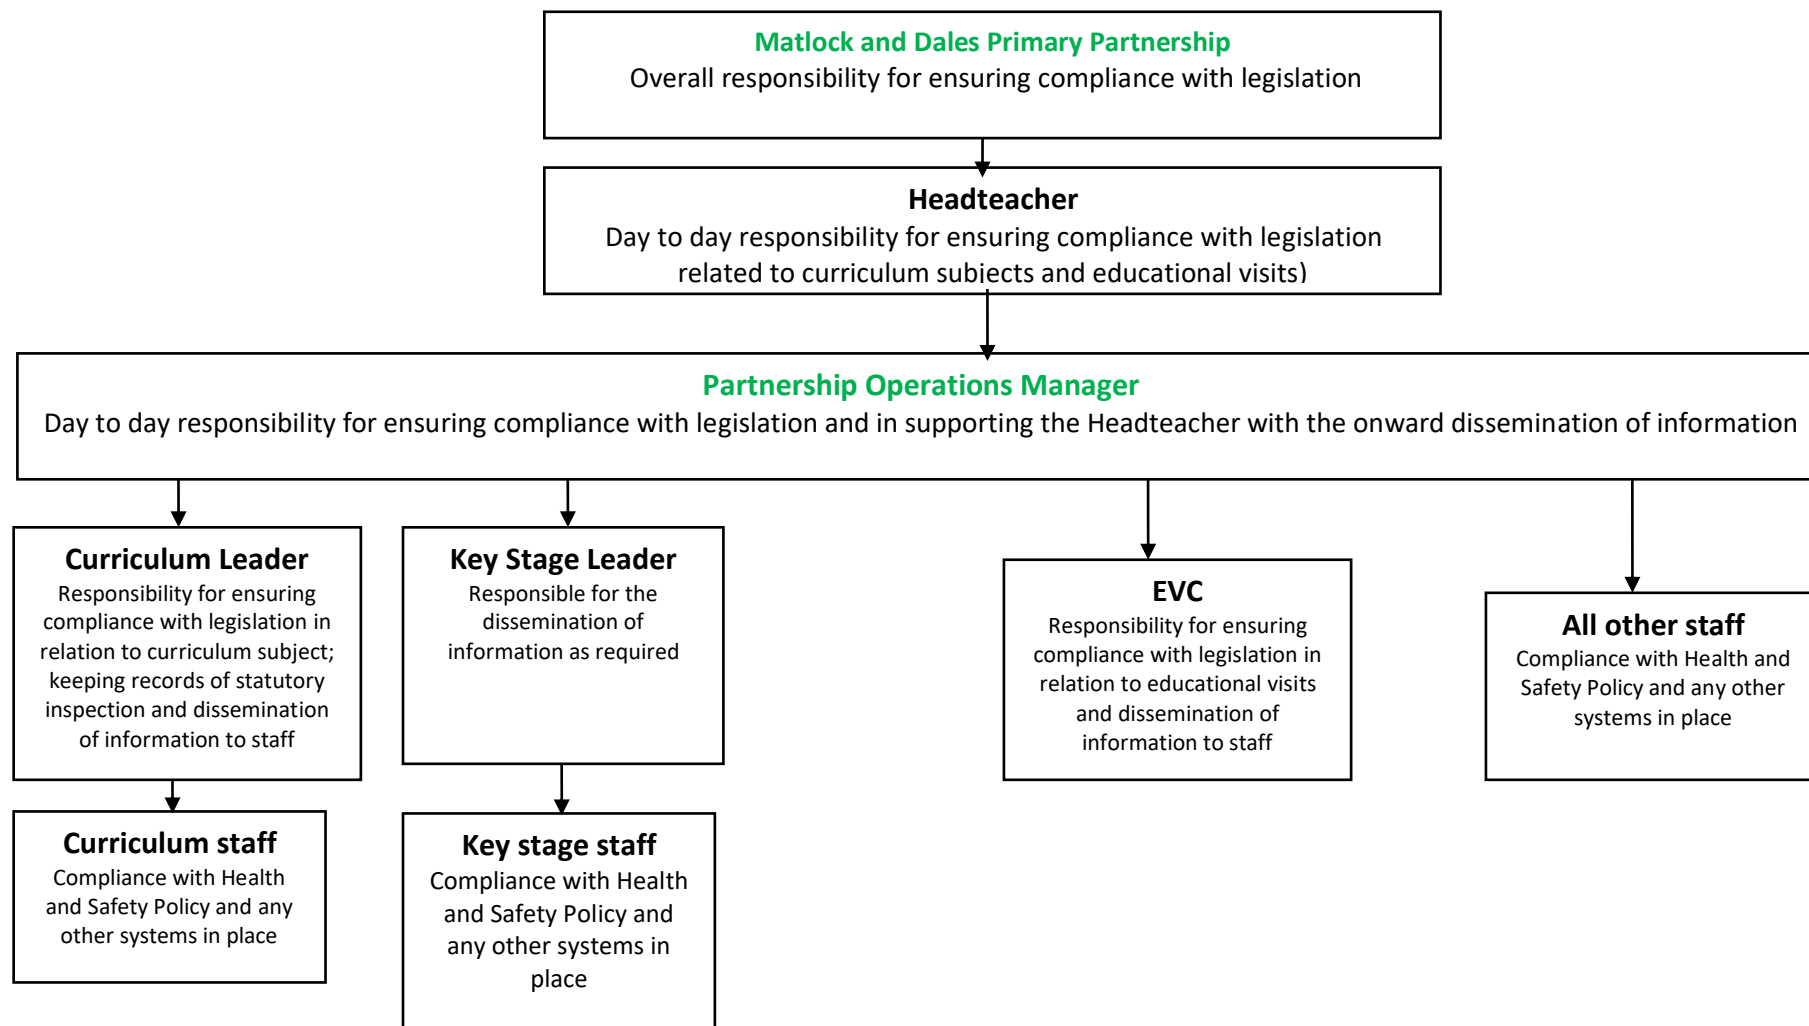 Matlock and Dales Primary Partnership
Overall responsibility for ensuring compliance with legislation
Headteacher
Day to day responsibility for ensuring compliance with legislation
related to curriculum subjects and educational visits)
Partnership Operations Manager
Day to day responsibility for ensuring compliance with legislation and in supporting the Headteacher with the onward dissemination of information
Curriculum Leader
Responsibility for ensuring
compliance with legislation in
relation to curriculum subject;
keeping records of statutory
inspection and dissemination
of information to staff
Key Stage Leader
Responsible for the
dissemination of
information as required
EVC
Responsibility for ensuring
compliance with legislation in
relation to educational visits
and dissemination of
information to staff
All other staff
Compliance with Health and
Safety Policy and any other
systems in place
Curriculum staff
Compliance with Health
and Safety Policy and any
other systems in place
Key stage staff
Compliance with Health
and Safety Policy and
any other systems in
place